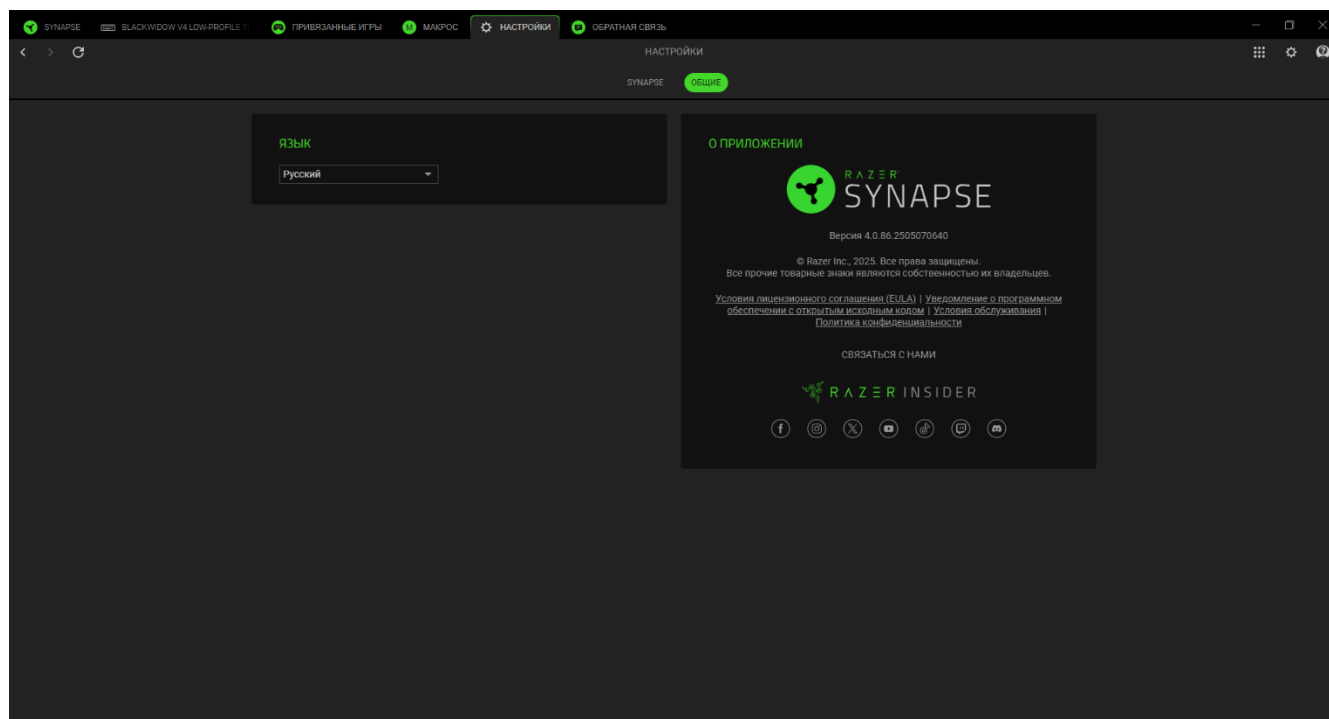 SYNAPSE BLACKWIDOW V4 LOW-PROFILE ПРИВЯЗАННЫЕ ИГРЫ M МАКРОС НАСТРОЙКИ ОБРАТНАЯ СВЯЗЬ
НАСТРОЙКИ
SYNAPSE ОБЩИЕ
ЯЗЫК
Русский
О ПРИЛОЖЕНИИ
RAZER
SYNAPSE
Версия 4.0.86.2505070640
© Razer Inc., 2025. Все права защищены.
Все прочие товарные знаки являются собственностью их владельцев.
Условия лицензионного соглашения (EULA) | Уведомление о программном
обеспечении с открытым исходным кодом | Условия обслуживания |
Политика конфиденциальности
СВЯЗАТЬСЯ С НАМИ
RAZER INSIDER